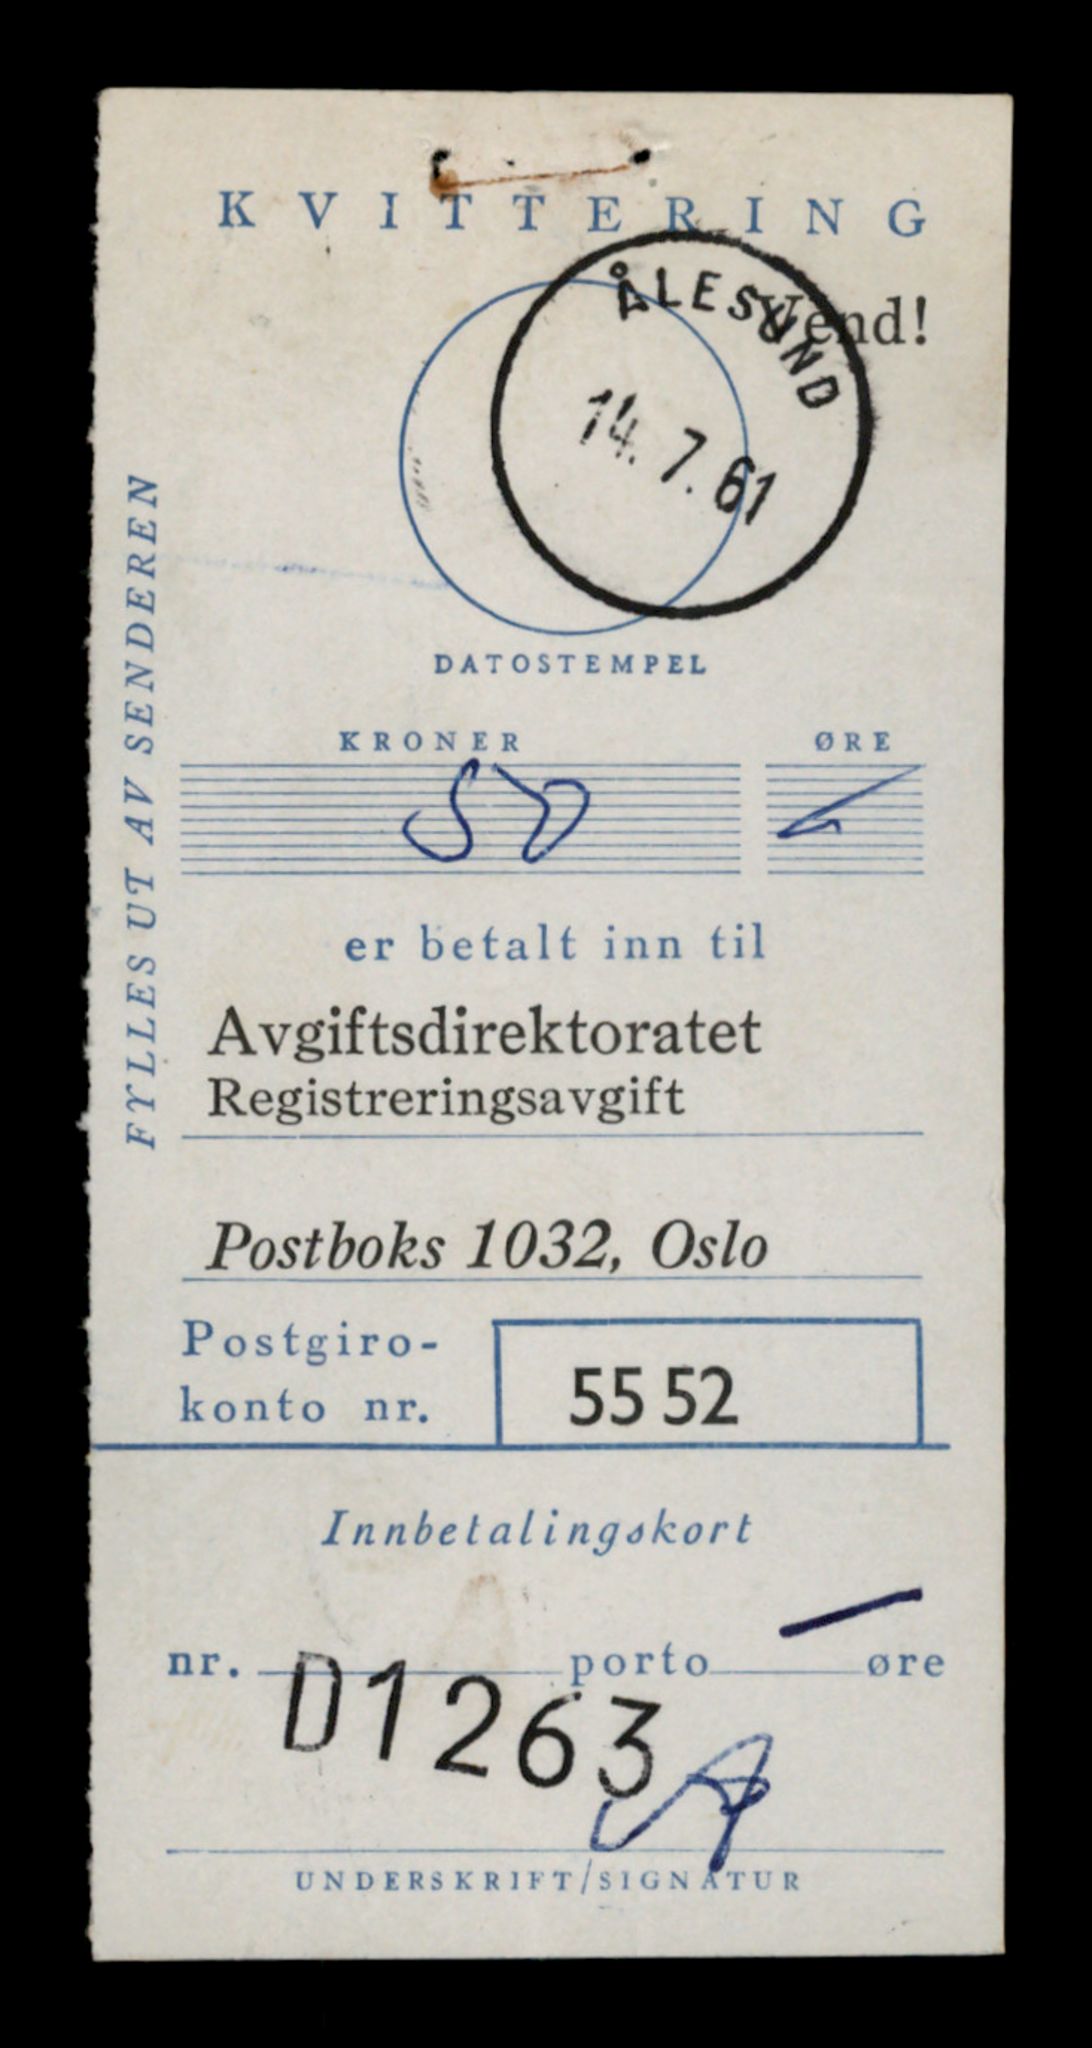 KVITTERING
Vend!
ÅLESUND
14.7.61
DATOSTEMPEL
FYLLES UT AV SENDEREN
KRONER ØRE
50 -
er betalt inn til
Avgiftsdirektoratet
Registreringsavgift
Postboks 1032, Oslo
Postgiro-
konto nr. 55 52
Innbetalingskort
nr. porto — øre
D1263
UNDERSKRIFT/SIGNATUR